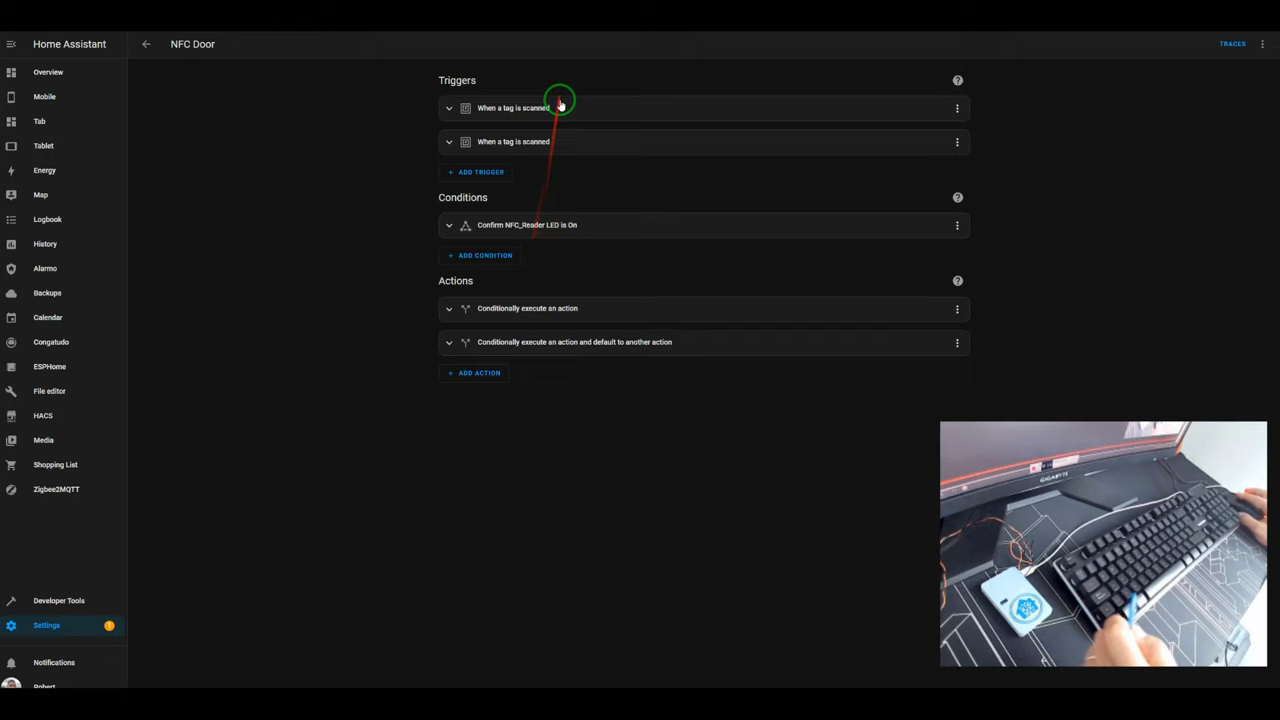 Home Assistant
NFC Door
TRACES
Overview
Mobile
Tab
Tablet
Energy
Map
Logbook
History
Alarmo
Backups
Calendar
Congatudo
ESPHome
File editor
HACS
Media
Shopping List
Zigbee2MQTT
Developer Tools
Settings
1
Notifications
Robert
Triggers
When a tag is scanned
When a tag is scanned
+ ADD TRIGGER
Conditions
Confirm NFC_Reader LED is On
+ ADD CONDITION
Actions
Conditionally execute an action
Conditionally execute an action and default to another action
+ ADD ACTION
GIGABYTE